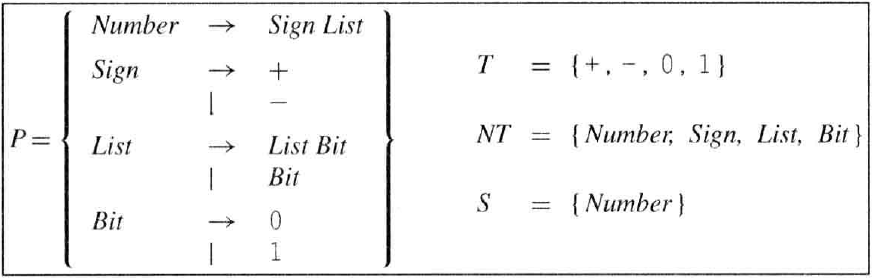 Number → Sign List
Sign → +
| −
P = List → List Bit
| Bit
Bit → 0
| 1
T = {+, −, 0, 1}
NT = {Number, Sign, List, Bit}
S = {Number}